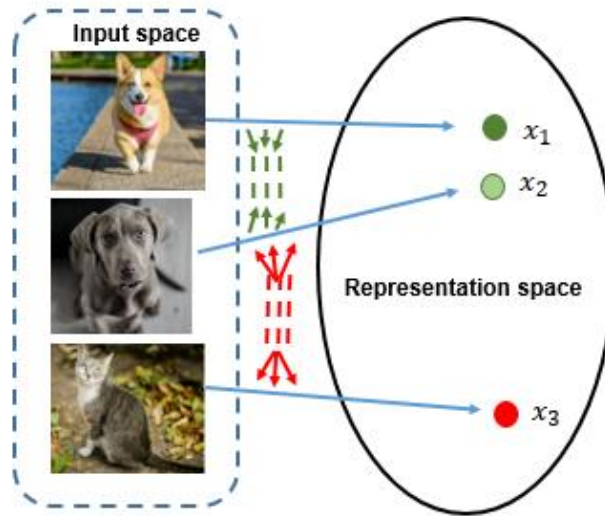 Input space
x₁
x₂
Representation space
x₃